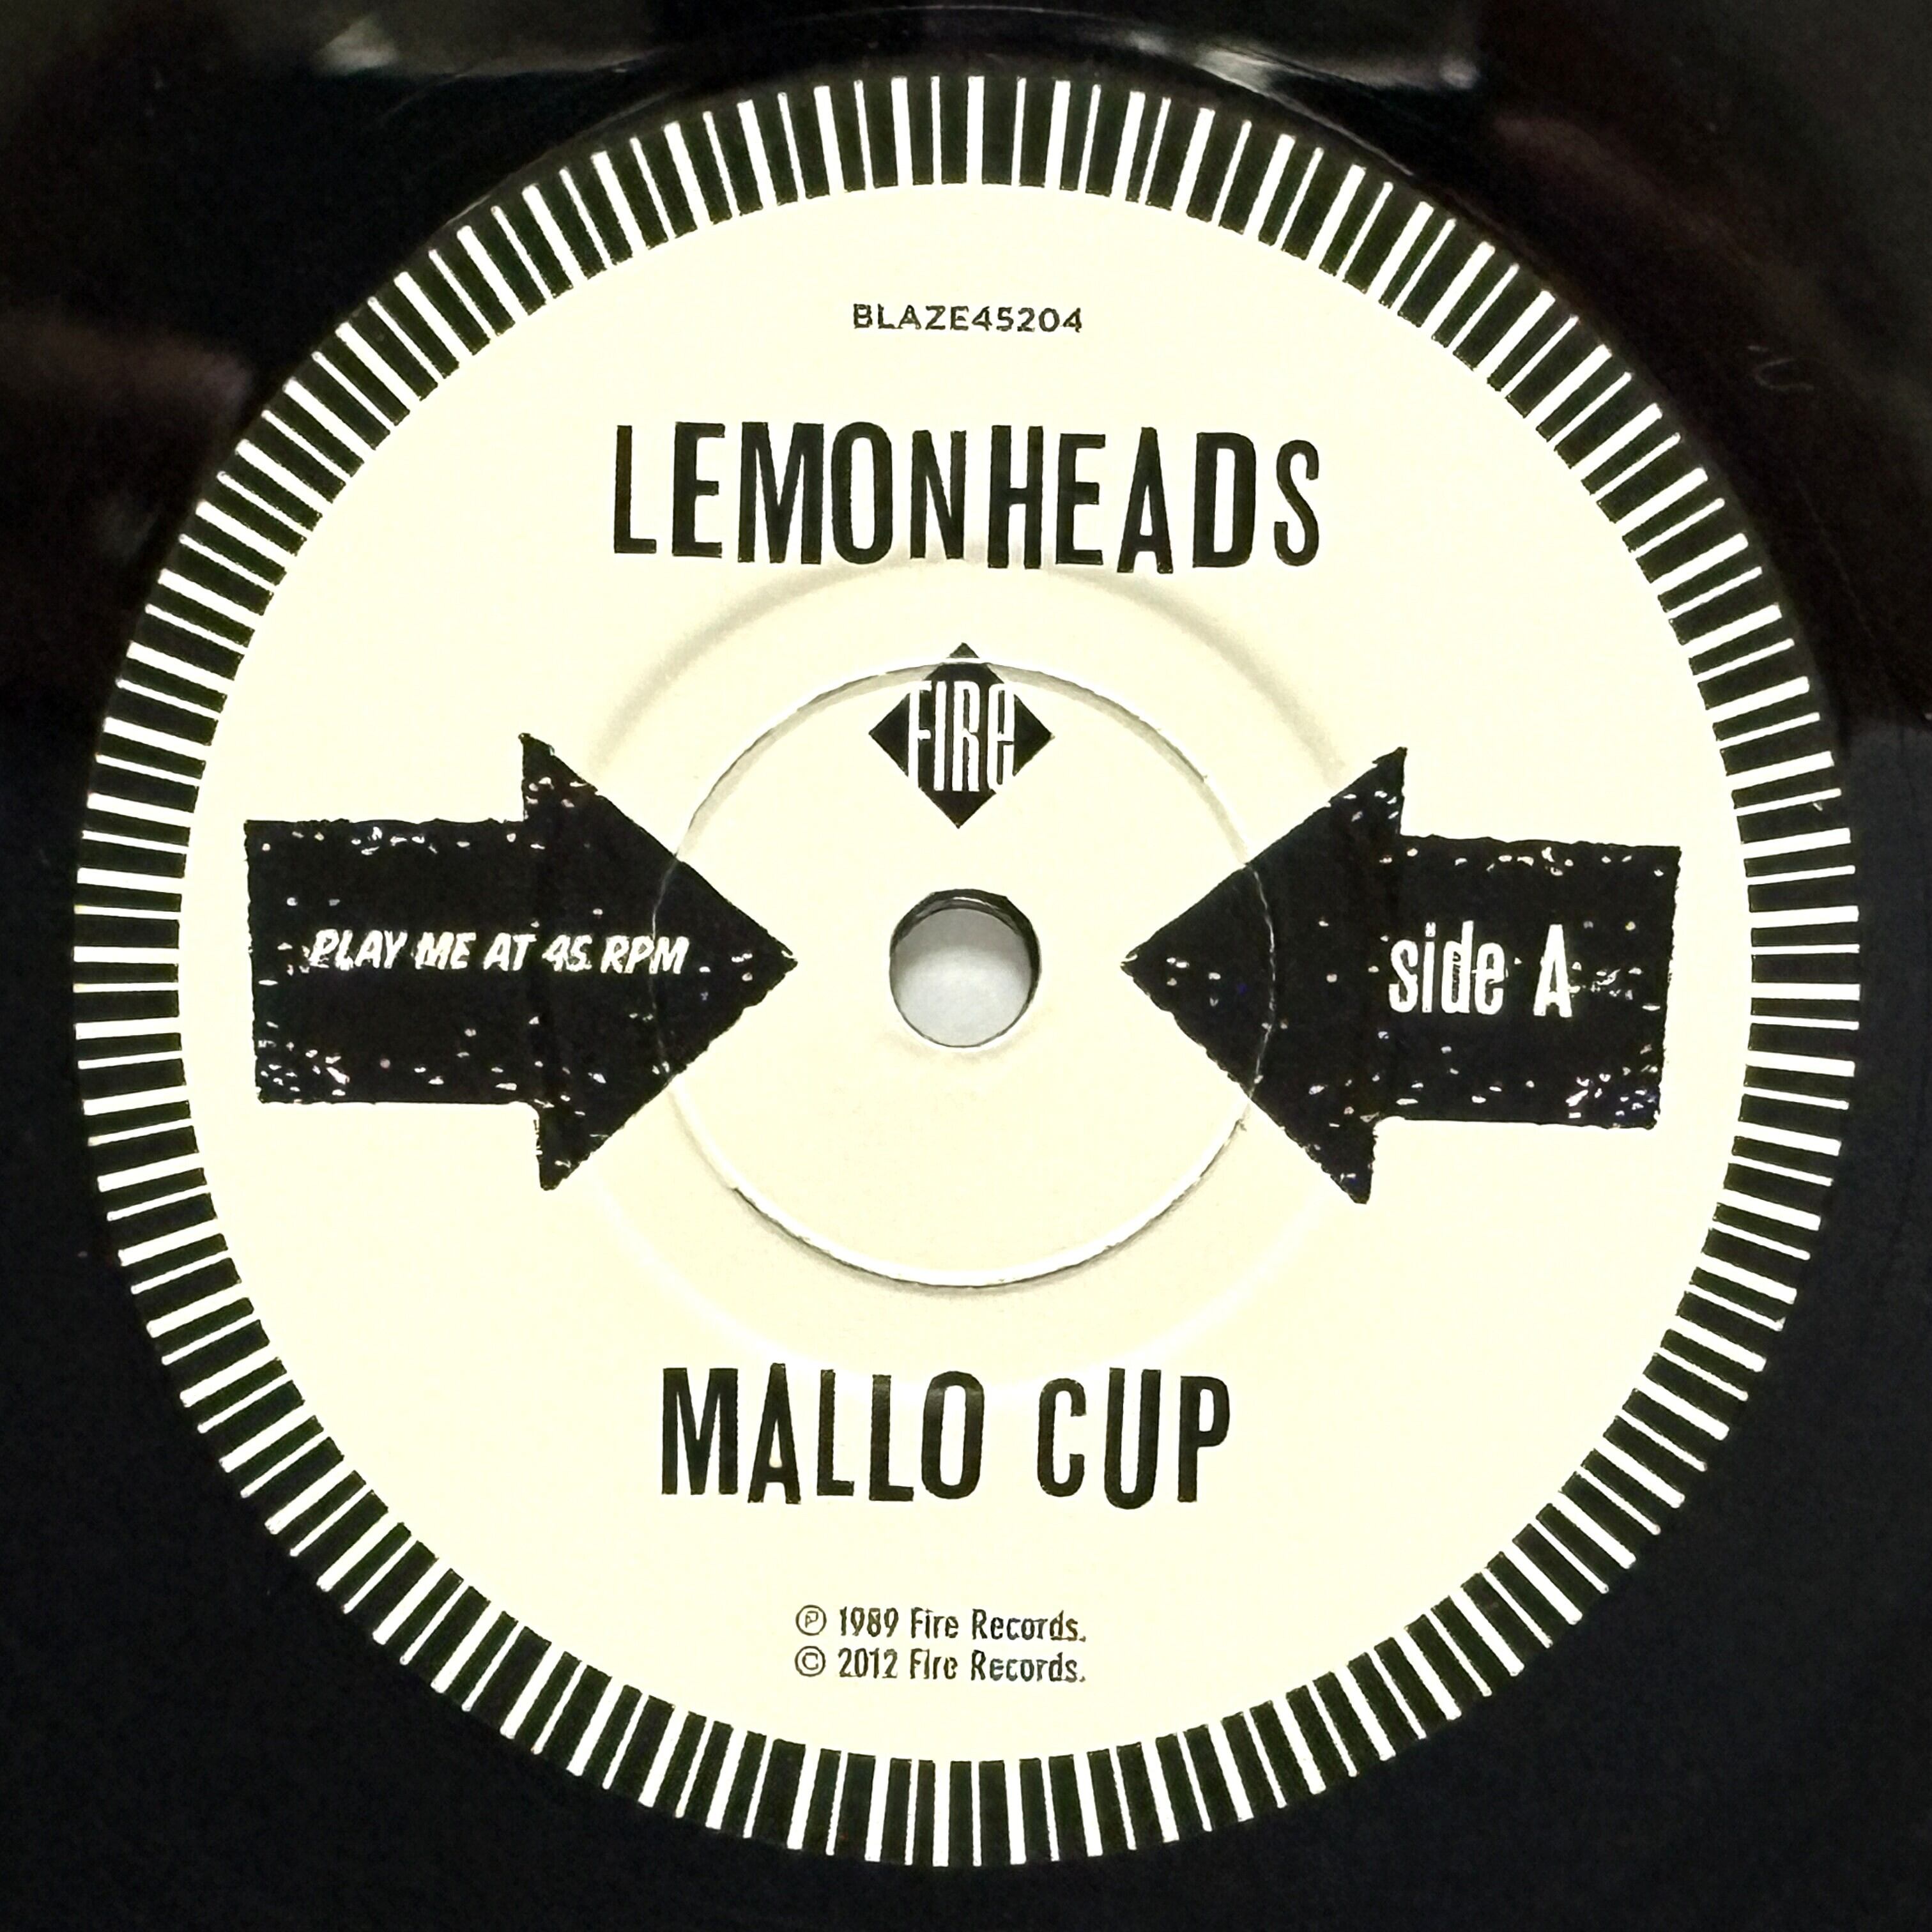 BLAZE45204
LEMONHEADS
FIRe
PLAY ME AT 45 RPM
side A
MALLO CUP
℗ 1989 Fire Records.
© 2012 Fire Records.